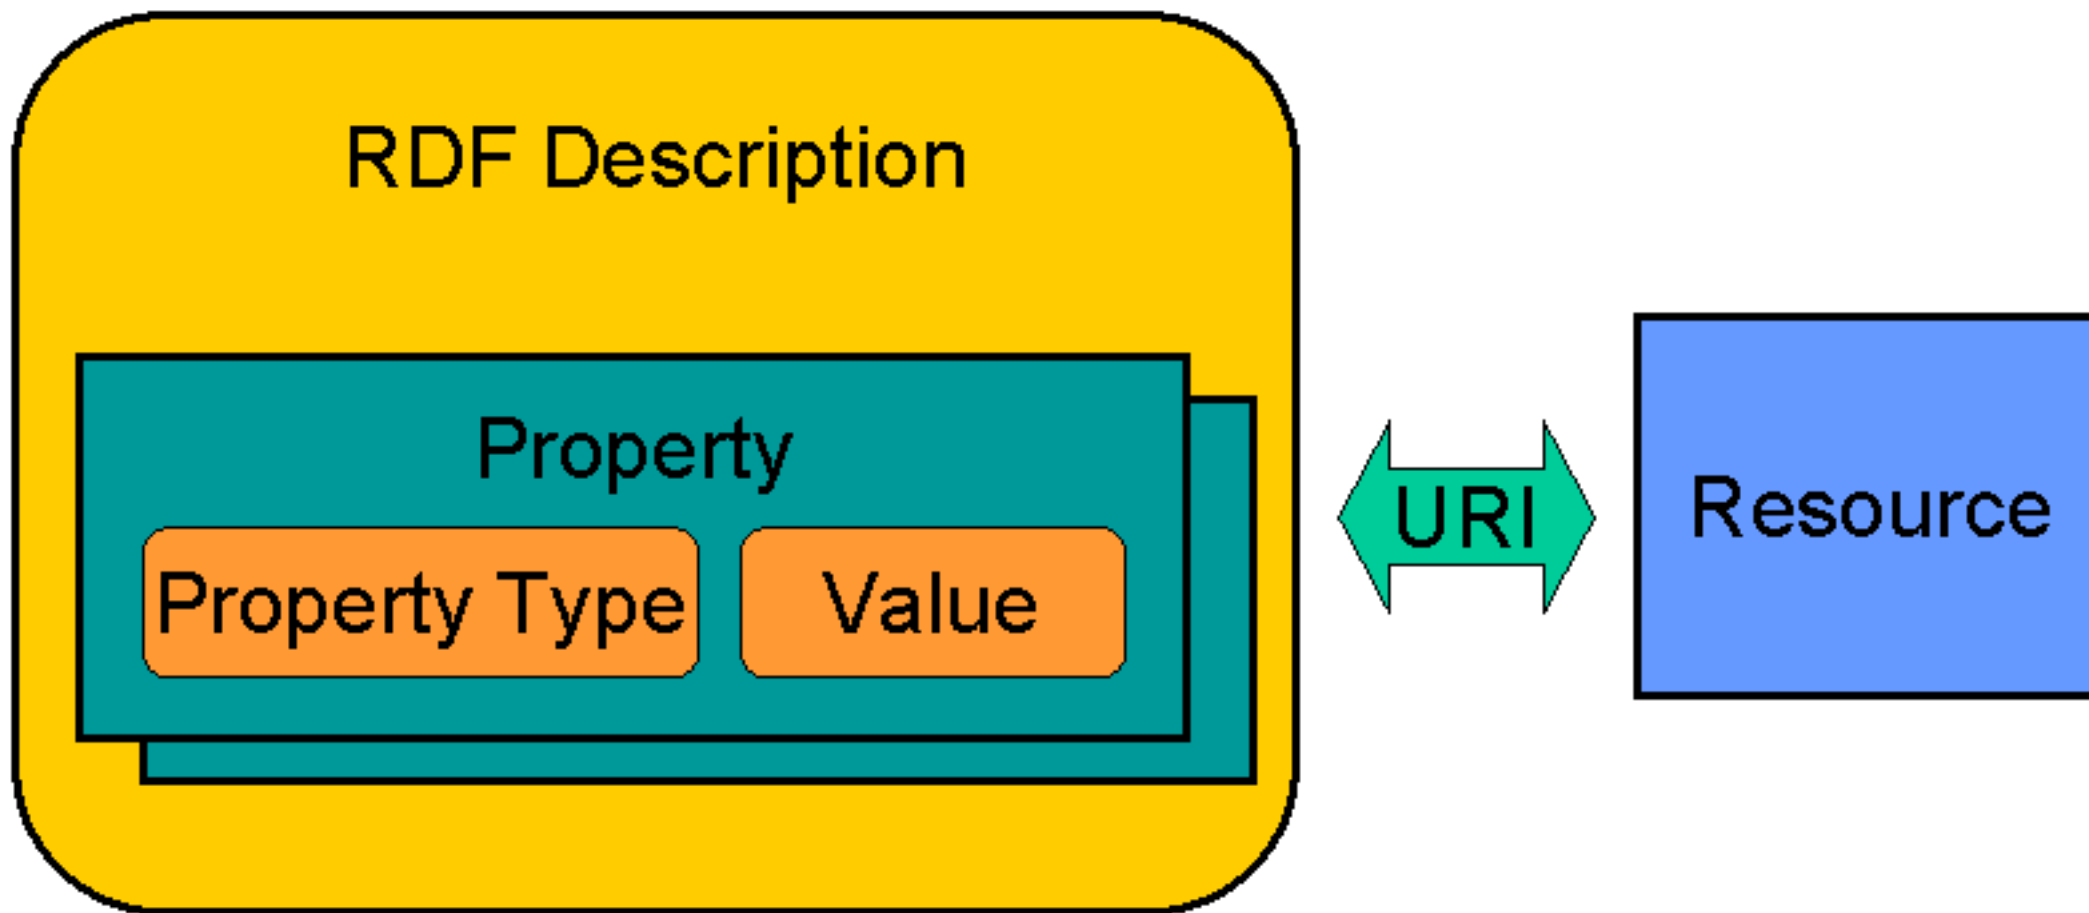 RDF Description
Property
Property Type
Value
URI
Resource